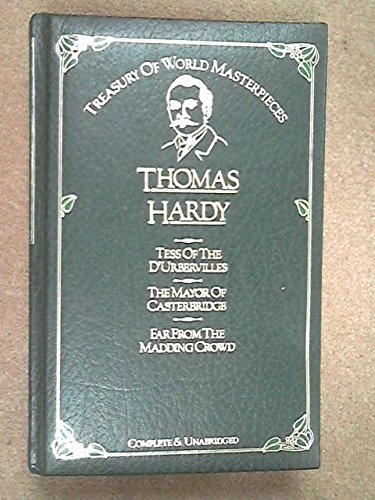 Treasury Of World Masterpieces
Thomas
Hardy
Tess Of The
D'Urbervilles
The Mayor Of
Casterbridge
Far From The
Madding Crowd
Complete & Unabridged